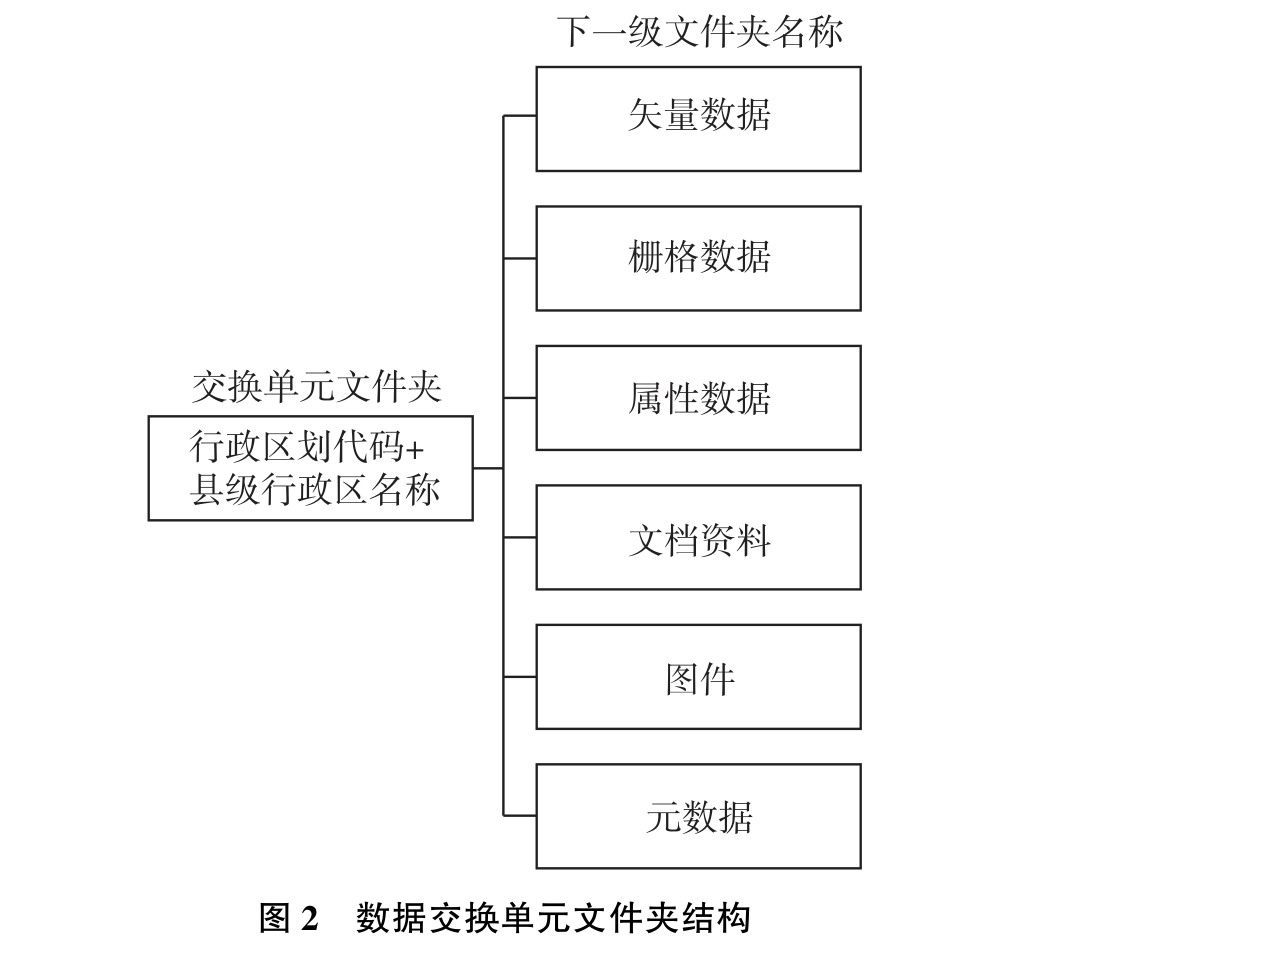 下一级文件夹名称
矢量数据
栅格数据
属性数据
交换单元文件夹
行政区划代码+
县级行政区名称
文档资料
图件
元数据
图 2　数据交换单元文件夹结构